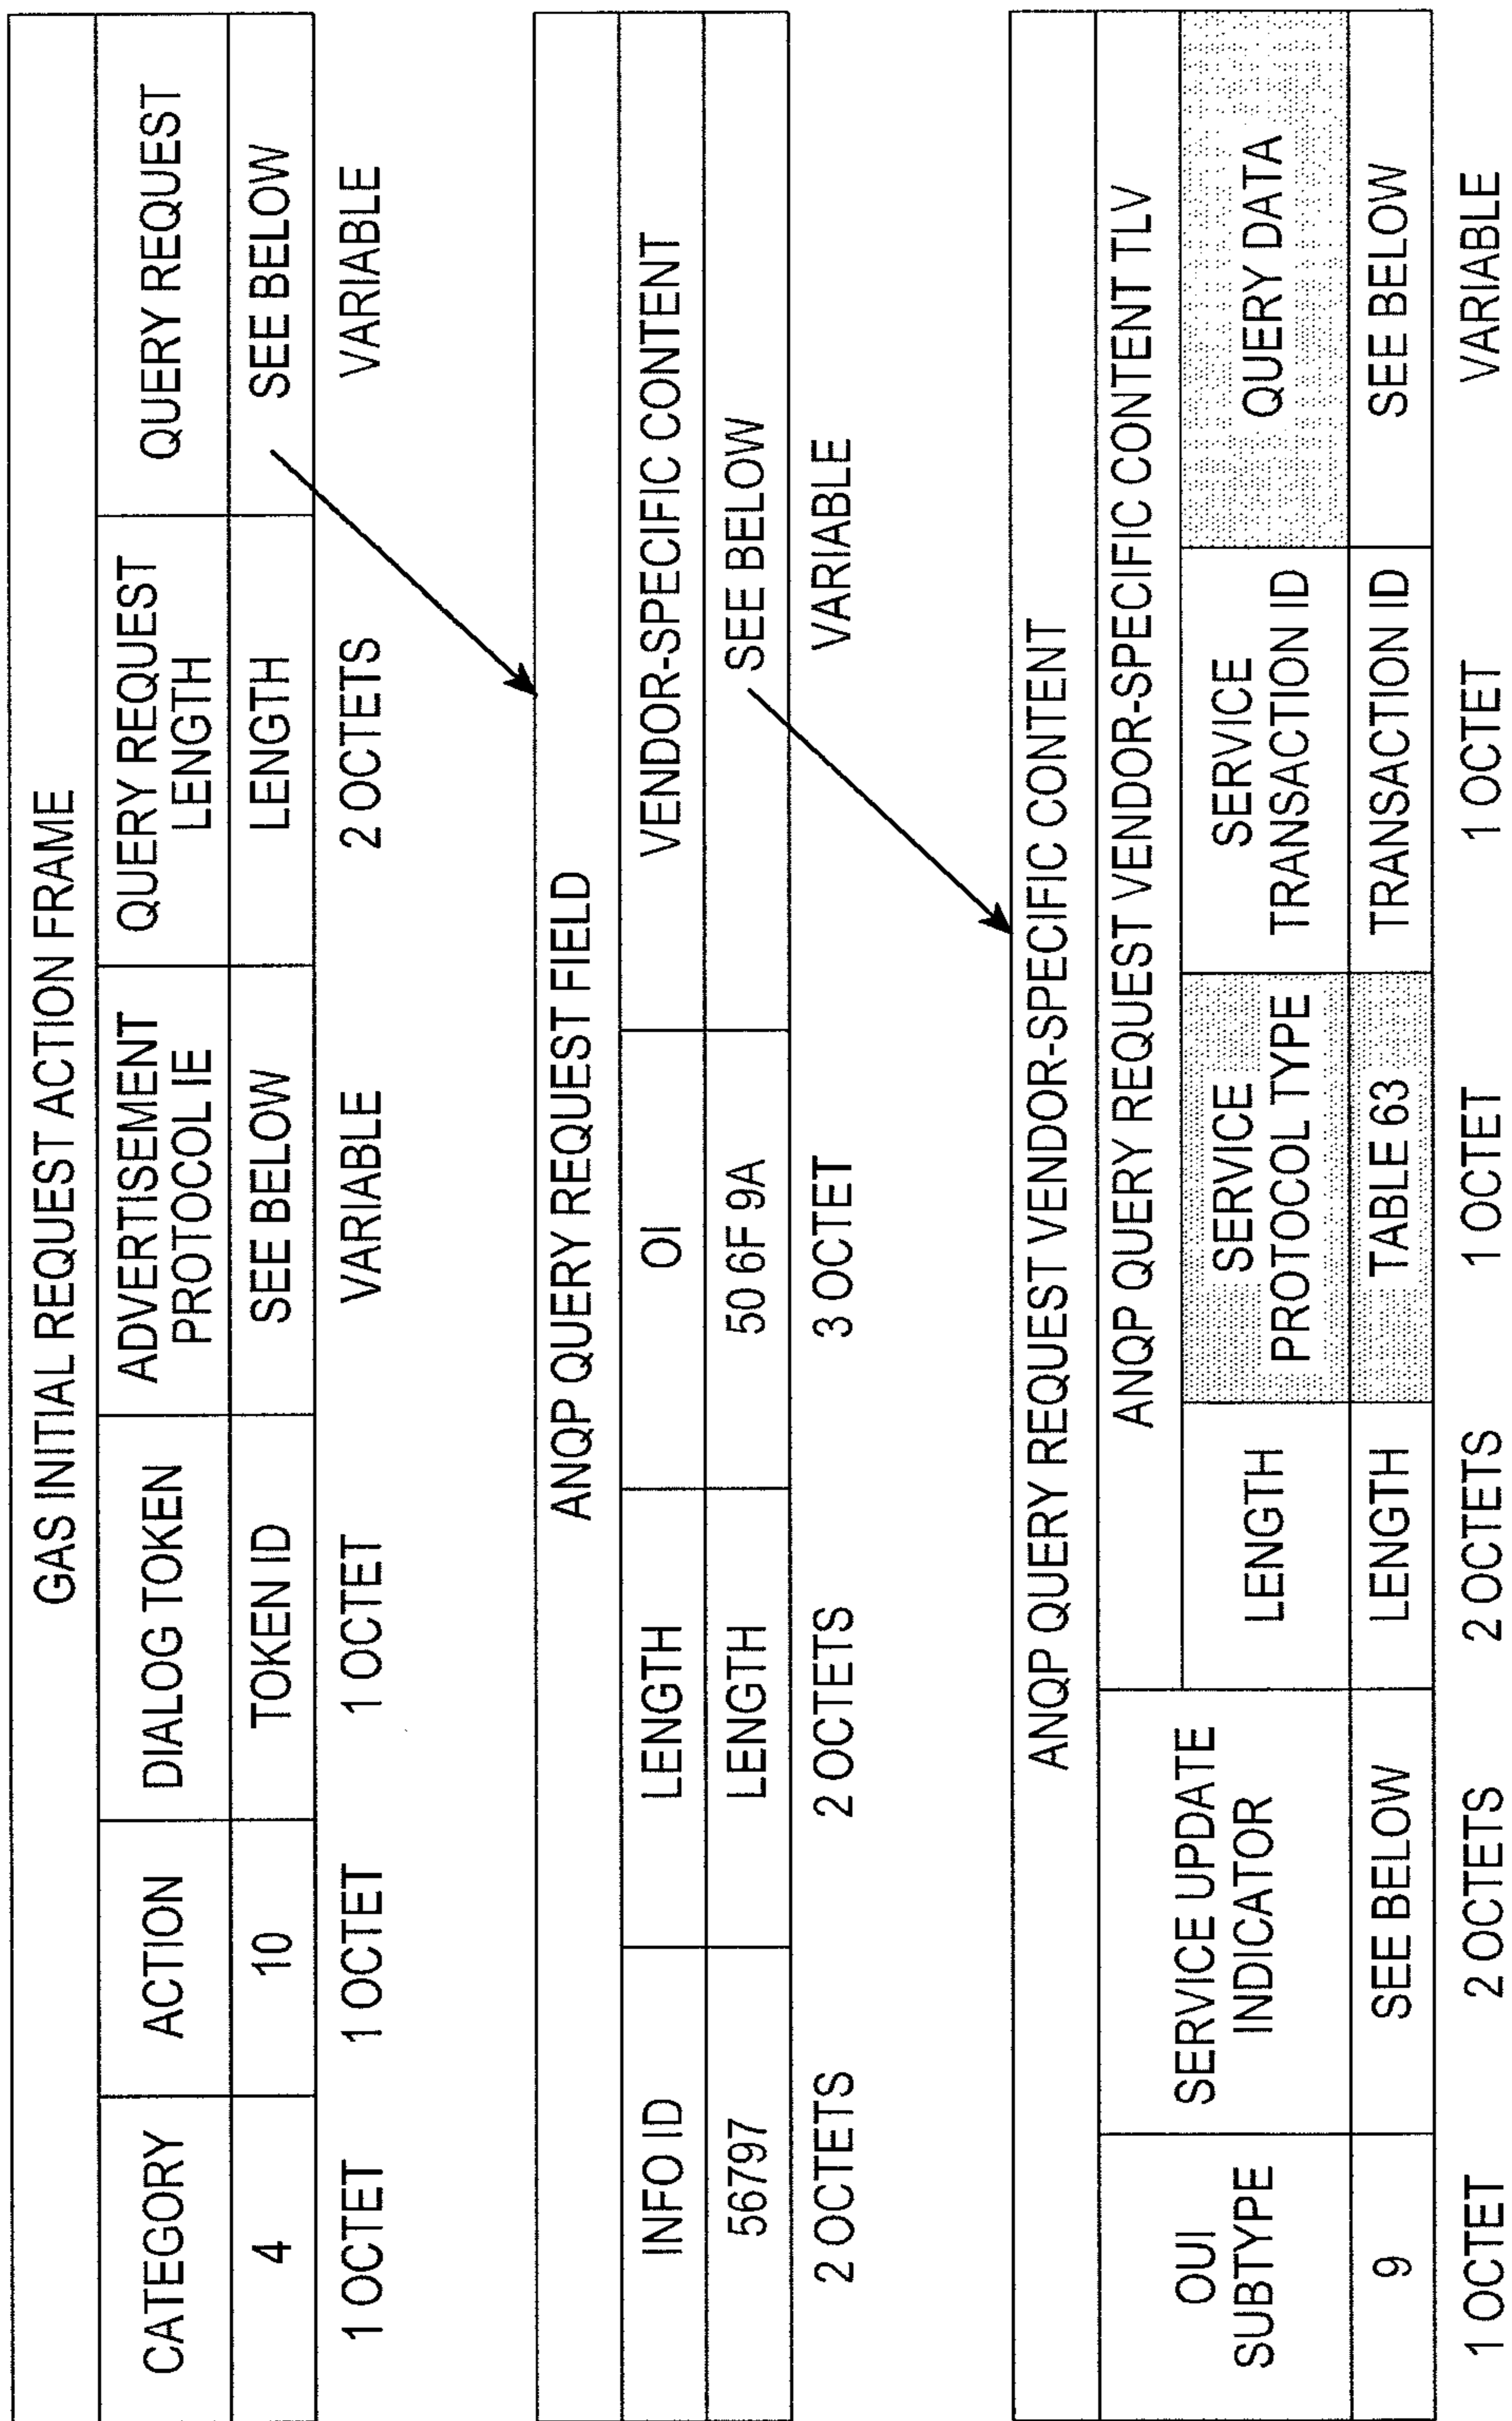 GAS INITIAL REQUEST ACTION FRAME
CATEGORY
ACTION
DIALOG TOKEN
ADVERTISEMENT
PROTOCOL IE
QUERY REQUEST
LENGTH
QUERY REQUEST
4
10
TOKEN ID
SEE BELOW
LENGTH
SEE BELOW
1 OCTET
1 OCTET
1 OCTET
VARIABLE
2 OCTETS
VARIABLE
ANQP QUERY REQUEST FIELD
INFO ID
LENGTH
OI
VENDOR-SPECIFIC CONTENT
56797
LENGTH
50 6F 9A
SEE BELOW
2 OCTETS
2 OCTETS
3 OCTET
VARIABLE
ANQP QUERY REQUEST VENDOR-SPECIFIC CONTENT
OUI
SUBTYPE
SERVICE UPDATE
INDICATOR
ANQP QUERY REQUEST VENDOR-SPECIFIC CONTENT TLV
LENGTH
SERVICE
PROTOCOL TYPE
SERVICE
TRANSACTION ID
QUERY DATA
9
SEE BELOW
LENGTH
TABLE 63
TRANSACTION ID
SEE BELOW
1 OCTET
2 OCTETS
2 OCTETS
1 OCTET
1 OCTET
VARIABLE